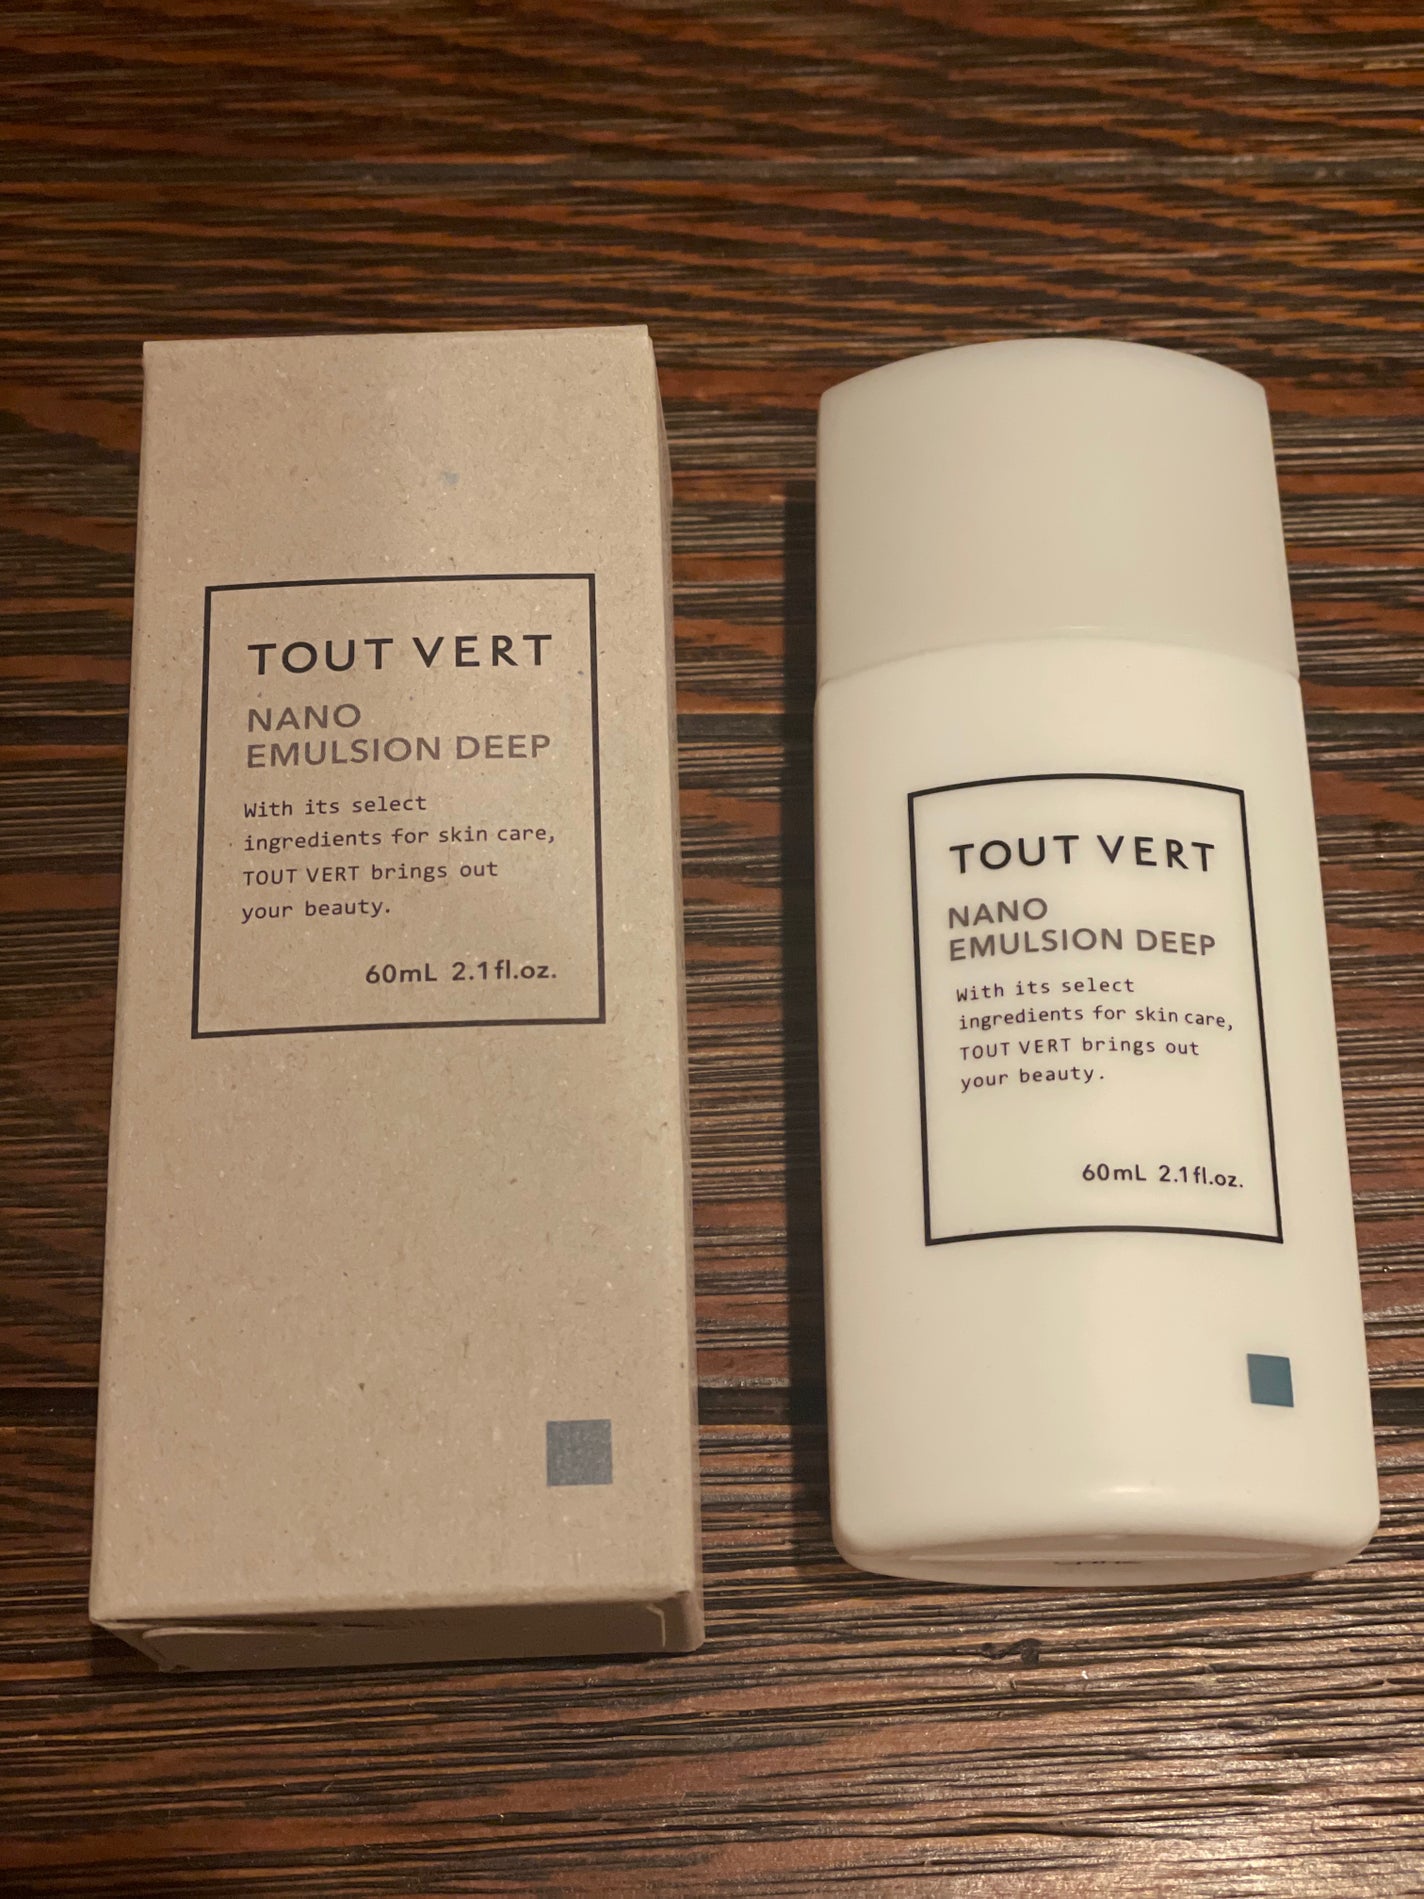 TOUT VERT
NANO
EMULSION DEEP
With its select
ingredients for skin care,
TOUT VERT brings out
your beauty.
60mL 2.1fl.oz.
TOUT VERT
NANO
EMULSION DEEP
With its select
ingredients for skin care,
TOUT VERT brings out
your beauty.
60mL 2.1fl.oz.